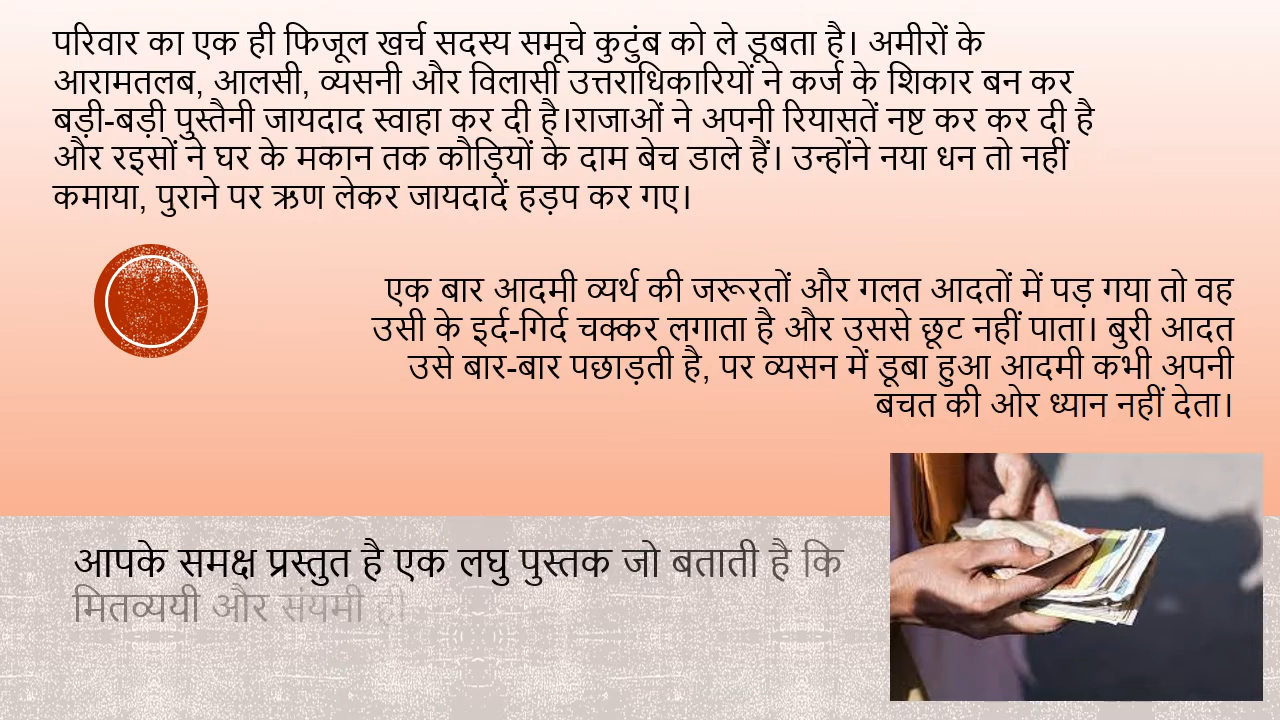 परिवार का एक ही फिजूल खर्च सदस्य समूचे कुटुंब को ले डूबता है। अमीरों के
आरामतलब, आलसी, व्यसनी और विलासी उत्तराधिकारियों ने कर्ज के शिकार बन कर
बड़ी-बड़ी पुस्तैनी जायदाद स्वाहा कर दी है।राजाओं ने अपनी रियासतें नष्ट कर कर दी है
और रइसों ने घर के मकान तक कौड़ियों के दाम बेच डाले हैं। उन्होंने नया धन तो नहीं
कमाया, पुराने पर ऋण लेकर जायदादें हड़प कर गए।
एक बार आदमी व्यर्थ की जरूरतों और गलत आदतों में पड़ गया तो वह
उसी के इर्द-गिर्द चक्कर लगाता है और उससे छूट नहीं पाता। बुरी आदत
उसे बार-बार पछाड़ती है, पर व्यसन में डूबा हुआ आदमी कभी अपनी
बचत की ओर ध्यान नहीं देता।
आपके समक्ष प्रस्तुत है एक लघु पुस्तक जो बताती है कि
मितव्ययी और संयमी